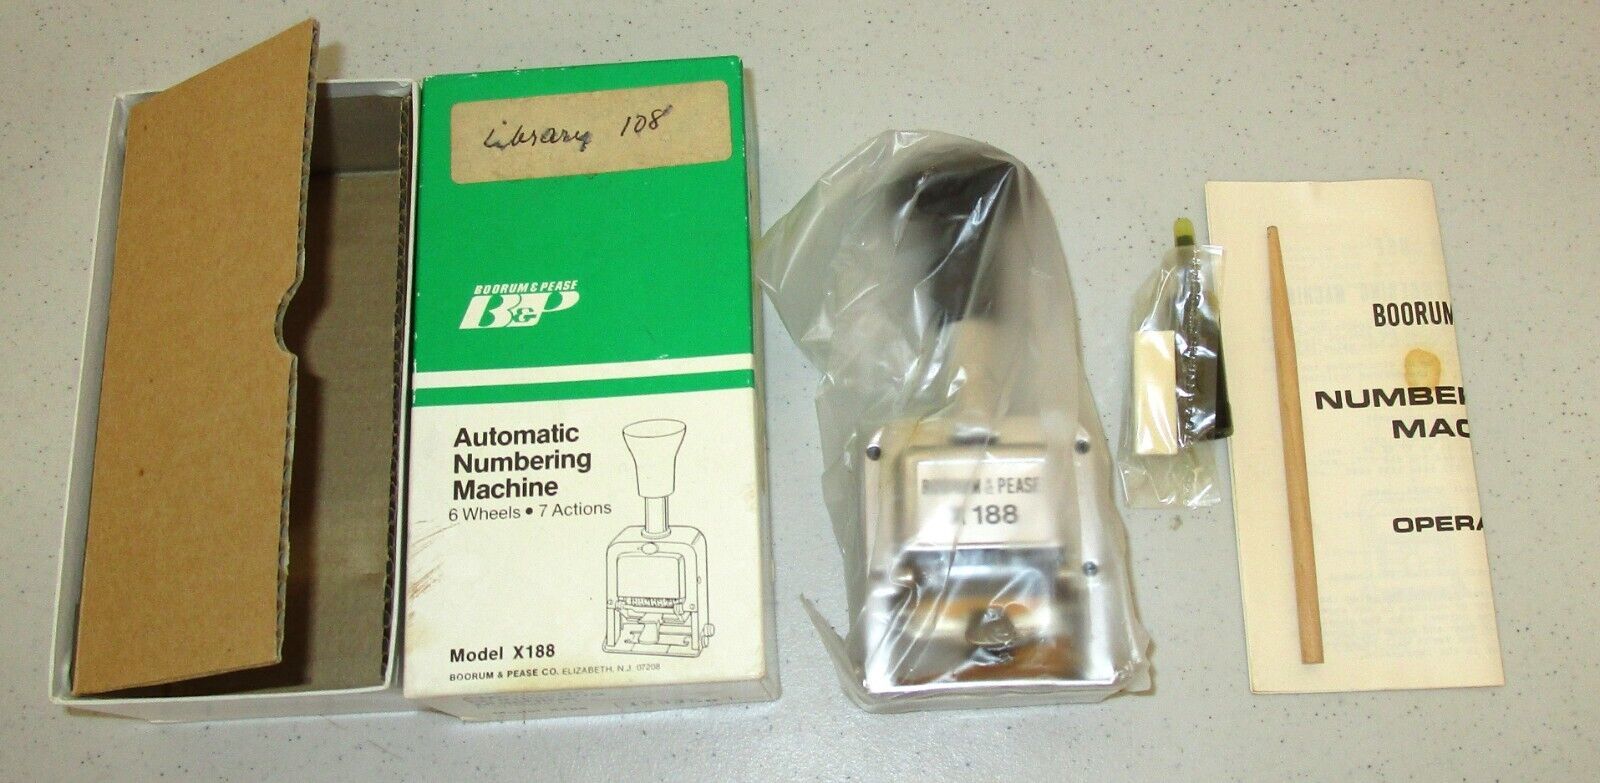 Library 108
BOORUM & PEASE
B&P
Automatic
Numbering
Machine
6 Wheels • 7 Actions
Model X188
BOORUM & PEASE CO. ELIZABETH, N.J. 07208
BOORUM & PEASE
X188
BOORUM
NUMBER
MAC
OPERA